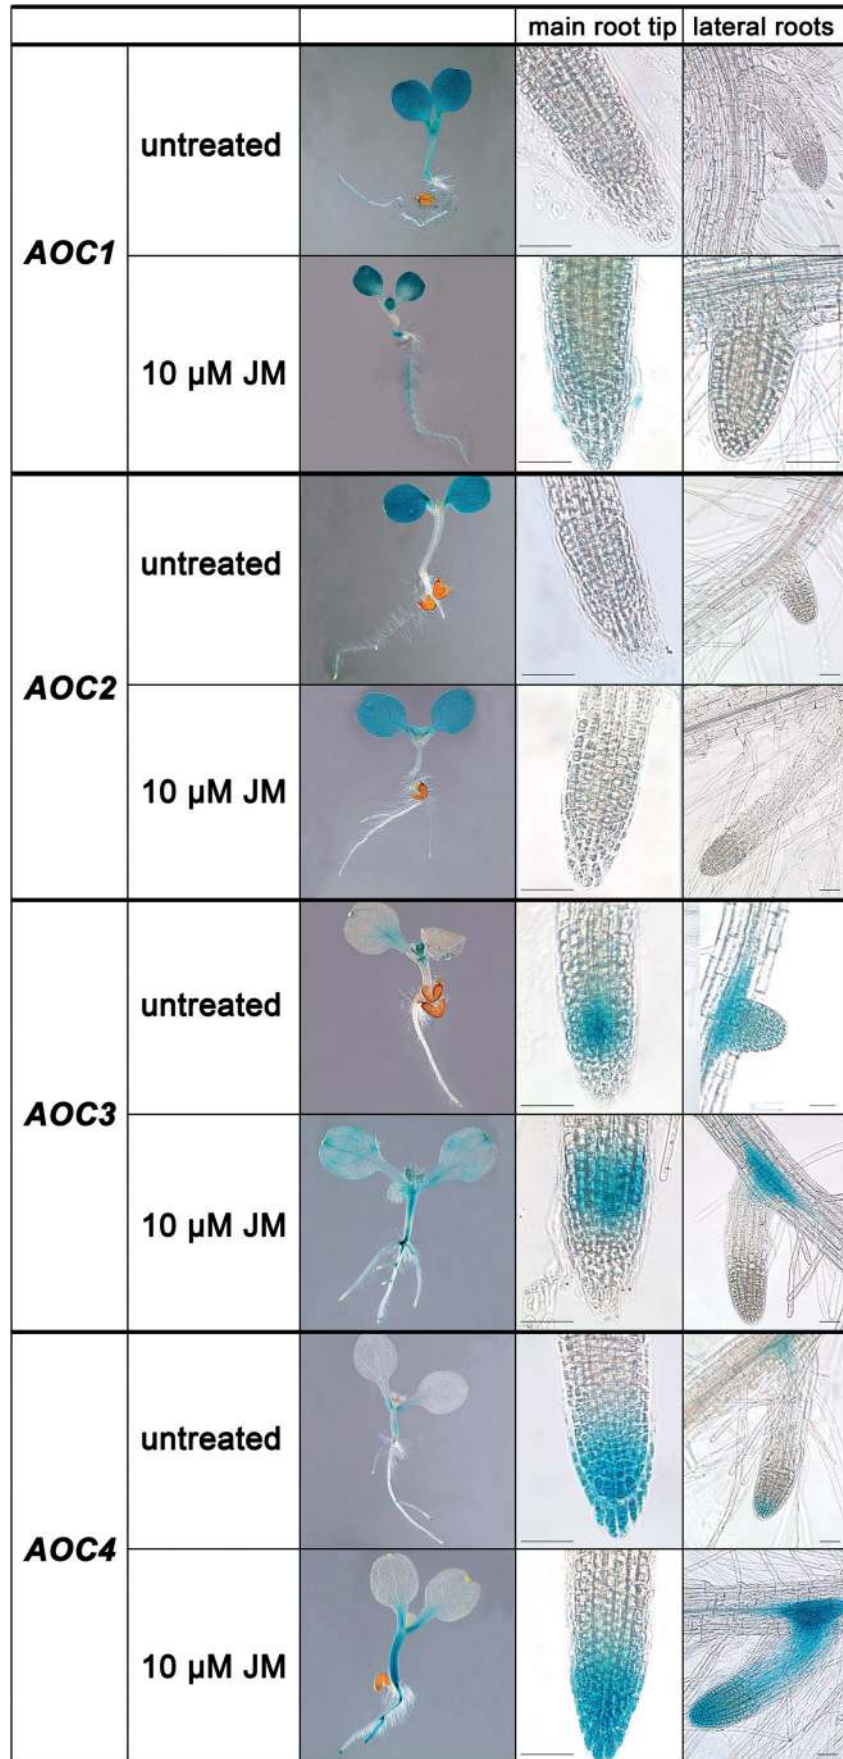 main root tip lateral roots
AOC1
untreated
10 µM JM
AOC2
untreated
10 µM JM
AOC3
untreated
10 µM JM
AOC4
untreated
10 µM JM